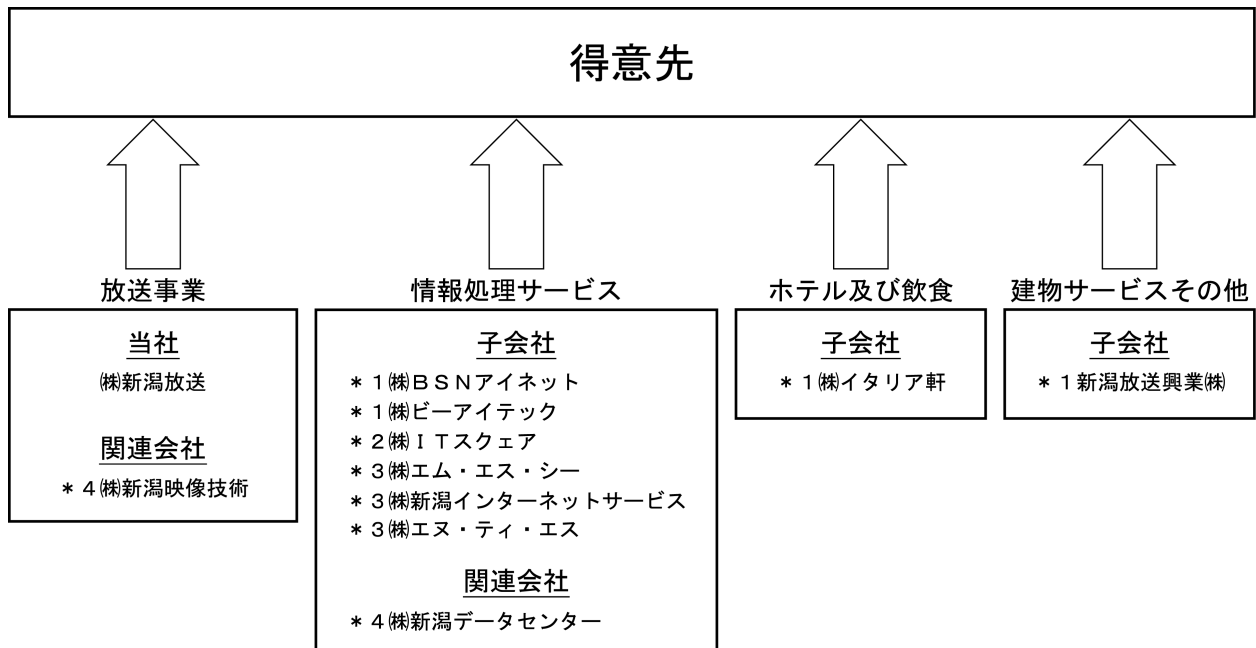 得意先
放送事業
当社
㈱新潟放送
関連会社
＊４㈱新潟映像技術
情報処理サービス
子会社
＊１㈱ＢＳＮアイネット
＊１㈱ビーアイテック
＊２㈱ＩＴスクェア
＊３㈱エム・エス・シー
＊３㈱新潟インターネットサービス
＊３㈱エヌ・ティ・エス
関連会社
＊４㈱新潟データセンター
ホテル及び飲食
子会社
＊１㈱イタリア軒
建物サービスその他
子会社
＊１新潟放送興業㈱